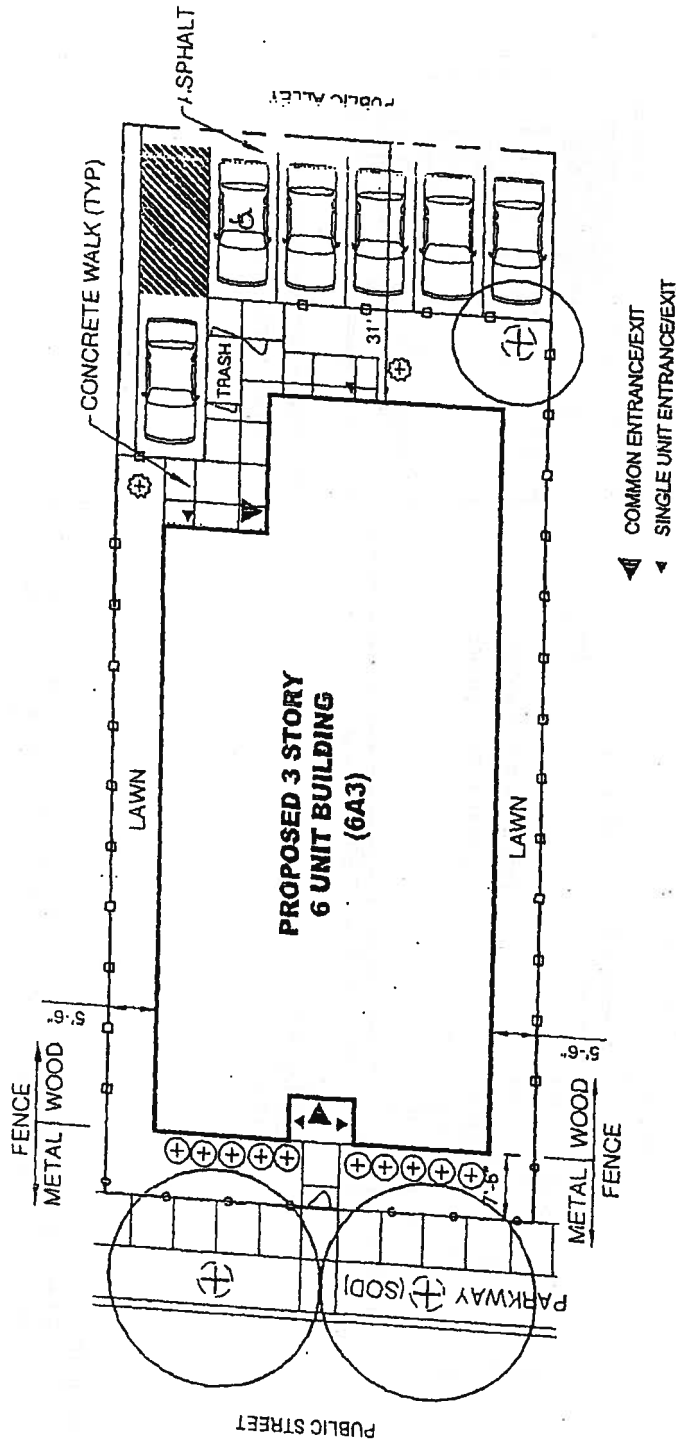 ASPHALT
PUBLIC ALLEY
CONCRETE WALK (TYP)
TRASH
31'
LAWN
PROPOSED 3 STORY
6 UNIT BUILDING
(6A3)
LAWN
5'-6"
5'-6"
FENCE
METAL WOOD
7'-6"
METAL WOOD
FENCE
PARKWAY (SOD)
PUBLIC STREET
COMMON ENTRANCE/EXIT
SINGLE UNIT ENTRANCE/EXIT